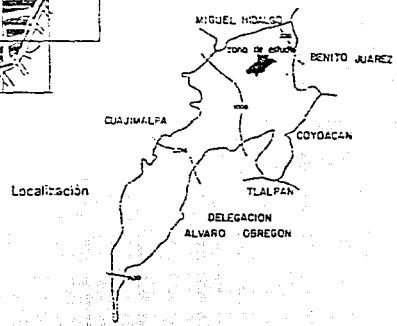 MIGUEL HIDALGO
zona de estudio
BENITO JUAREZ
CUAJIMALPA
COYOACAN
Localización
TLALPAN
DELEGACION
ALVARO OBREGON